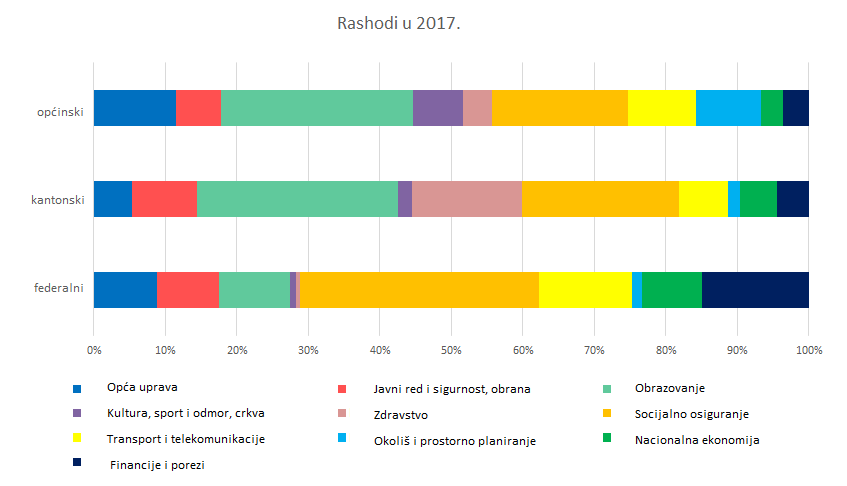 Rashodi u 2017.
općinski
kantonski
federalni
0% 10% 20% 30% 40% 50% 60% 70% 80% 90% 100%
Opća uprava Javni red i sigurnost, obrana Obrazovanje
Kultura, sport i odmor, crkva Zdravstvo Socijalno osiguranje
Transport i telekomunikacije Okoliš i prostorno planiranje Nacionalna ekonomija
Financije i porezi